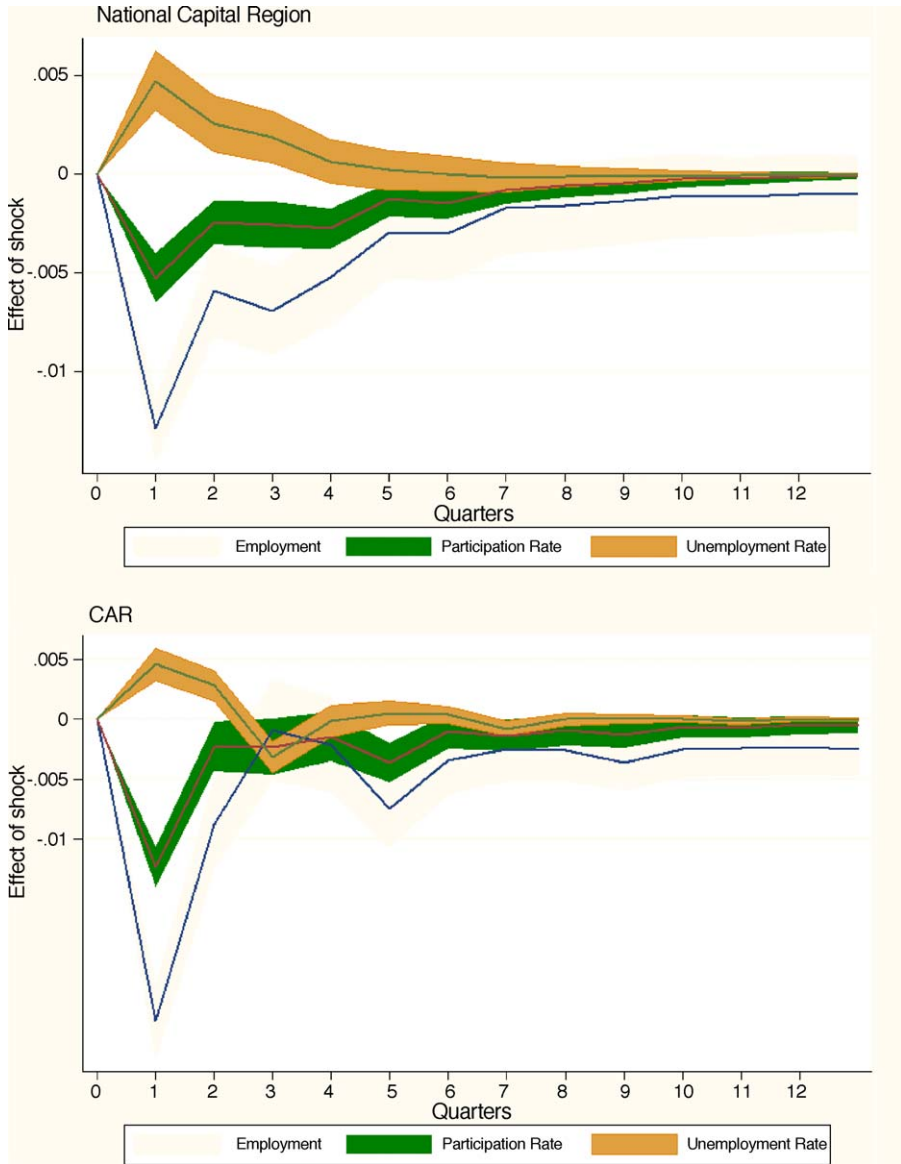 National Capital Region
.005
0
-.005
-.01
Effect of shock
0 1 2 3 4 5 6 7 8 9 10 11 12
Quarters
Employment Participation Rate Unemployment Rate
CAR
.005
0
-.005
-.01
Effect of shock
0 1 2 3 4 5 6 7 8 9 10 11 12
Quarters
Employment Participation Rate Unemployment Rate